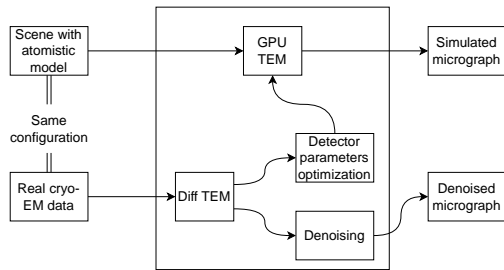 Scene with
atomistic
model
GPU
TEM
Simulated
micrograph
Same
configuration
Detector
parameters
optimization
Real cryo-
EM data
Diff TEM
Denoised
micrograph
Denoising